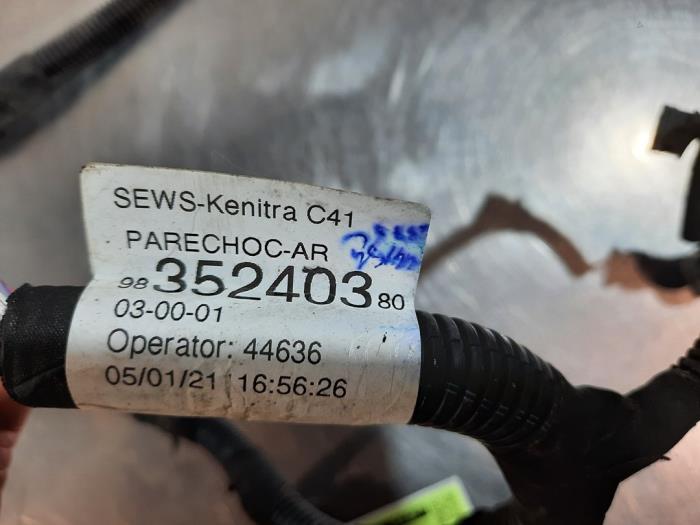 SEWS-Kenitra C41
PARECHOC-AR
98 352403 80
03-00-01
Operator: 44636
05/01/21 16:56:26